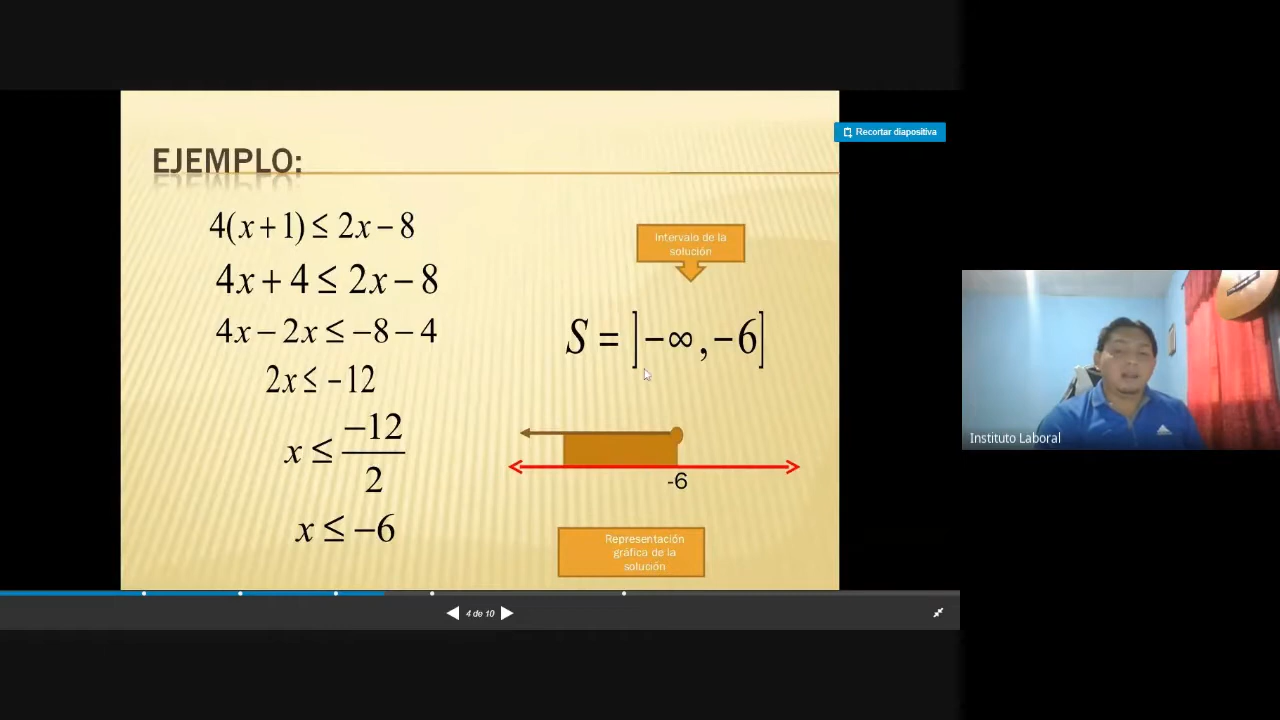 Recortar diapositiva
EJEMPLO:
4(x+1) ≤ 2x−8
4x+4 ≤ 2x−8
4x−2x ≤ −8−4
2x ≤ −12
x ≤ −12/2
x ≤ −6
Intervalo de la
solución
S = ]−∞,−6]
-6
Representación
gráfica de la
solución
4 de 10
Instituto Laboral